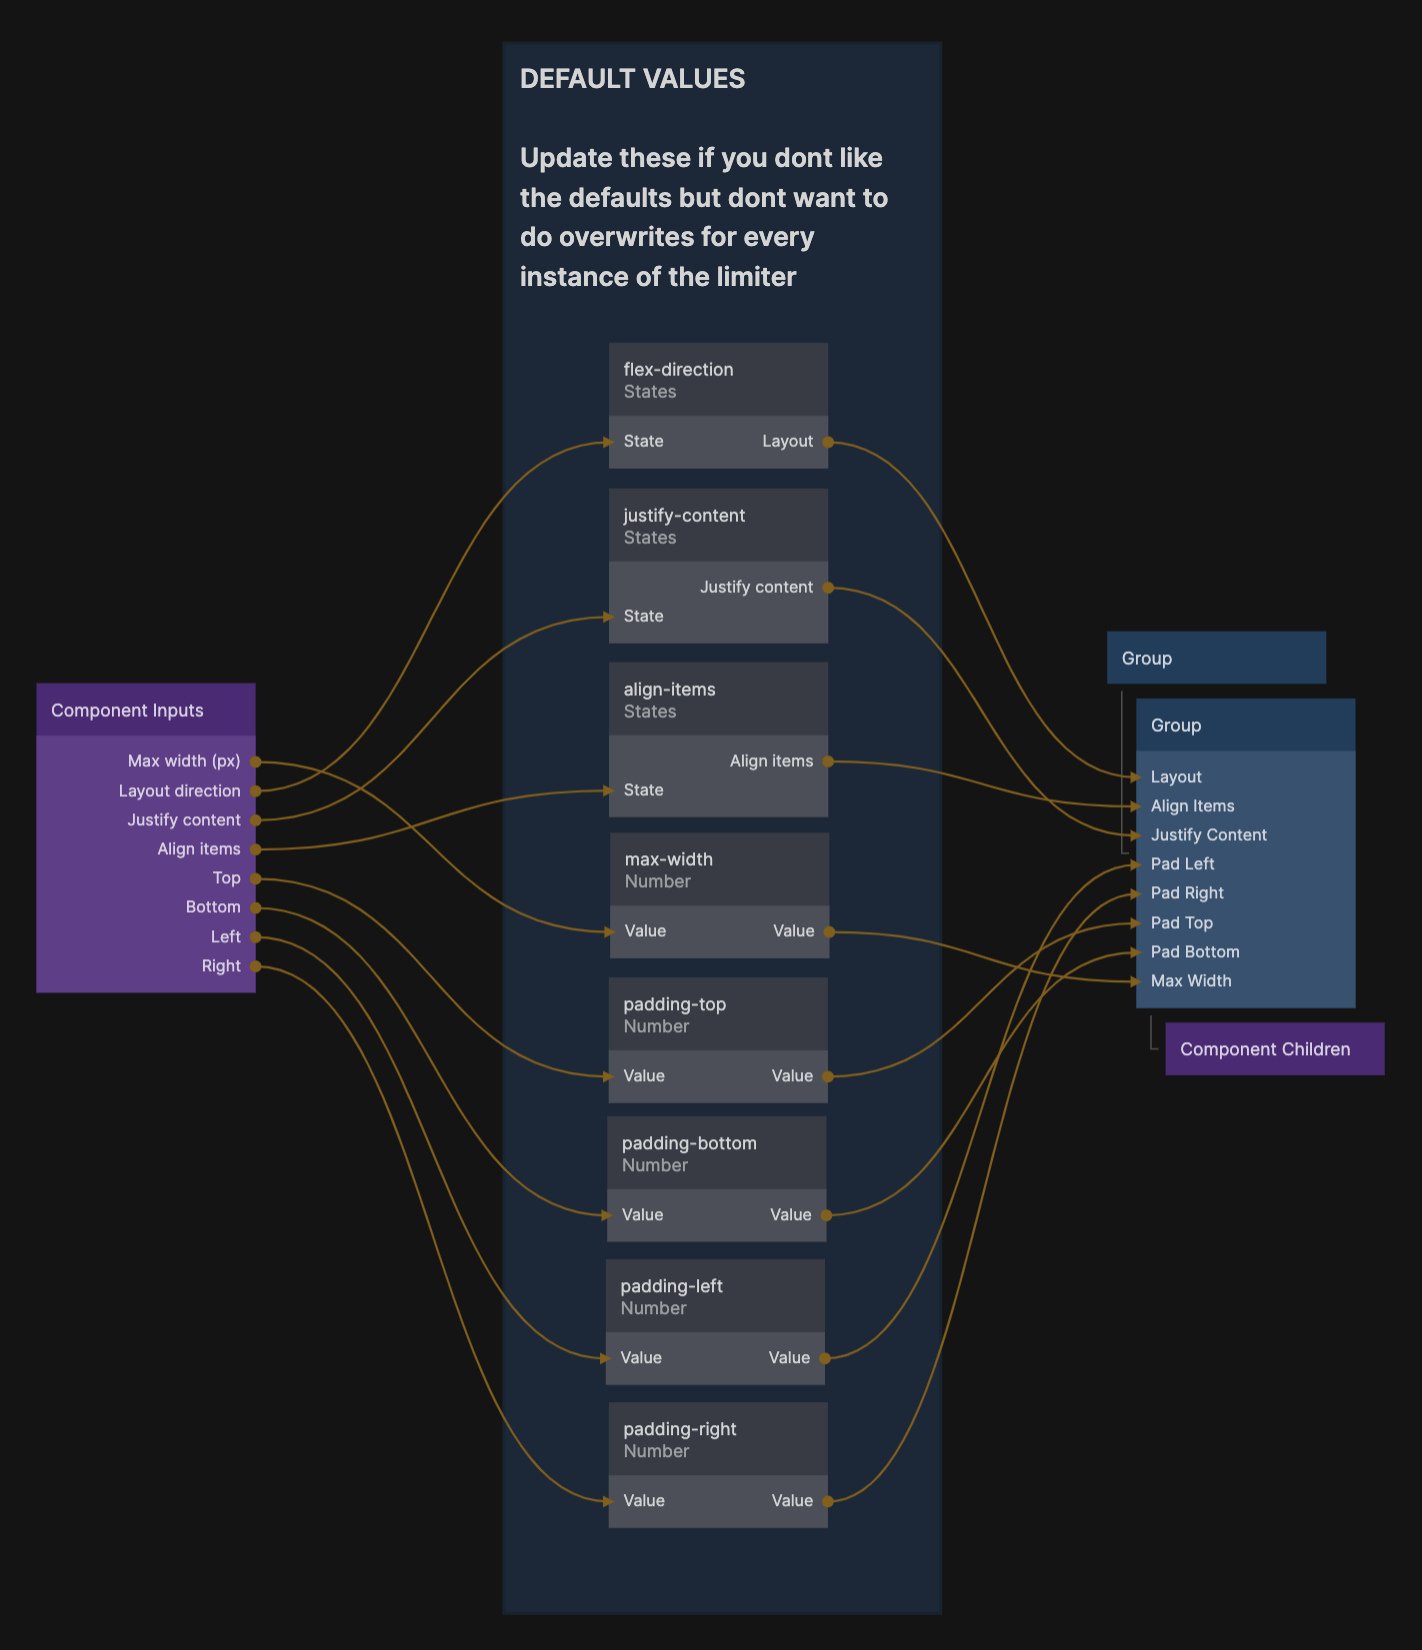 DEFAULT VALUES
Update these if you dont like
the defaults but dont want to
do overwrites for every
instance of the limiter
flex-direction
States
State
Layout
justify-content
States
Justify content
State
align-items
States
Align items
State
max-width
Number
Value
Value
padding-top
Number
Value
Value
padding-bottom
Number
Value
Value
padding-left
Number
Value
Value
padding-right
Number
Value
Value
Component Inputs
Max width (px)
Layout direction
Justify content
Align items
Top
Bottom
Left
Right
Group
Group
Layout
Align Items
Justify Content
Pad Left
Pad Right
Pad Top
Pad Bottom
Max Width
Component Children